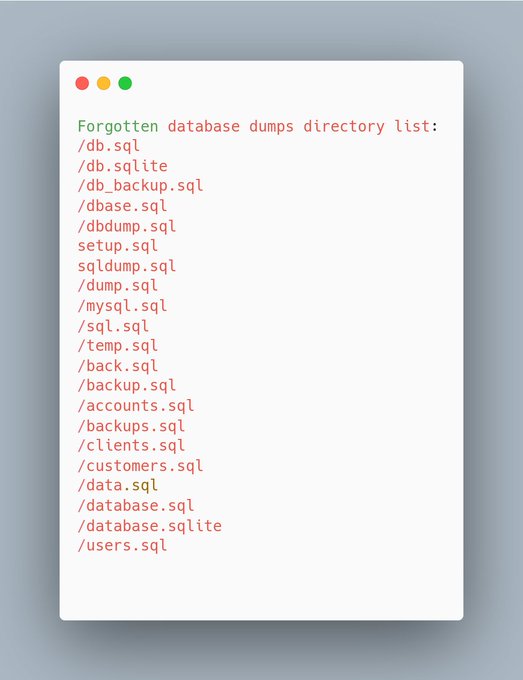 Forgotten database dumps directory list:
/db.sql
/db.sqlite
/db_backup.sql
/dbase.sql
/dbdump.sql
setup.sql
sqldump.sql
/dump.sql
/mysql.sql
/sql.sql
/temp.sql
/back.sql
/backup.sql
/accounts.sql
/backups.sql
/clients.sql
/customers.sql
/data.sql
/database.sql
/database.sqlite
/users.sql